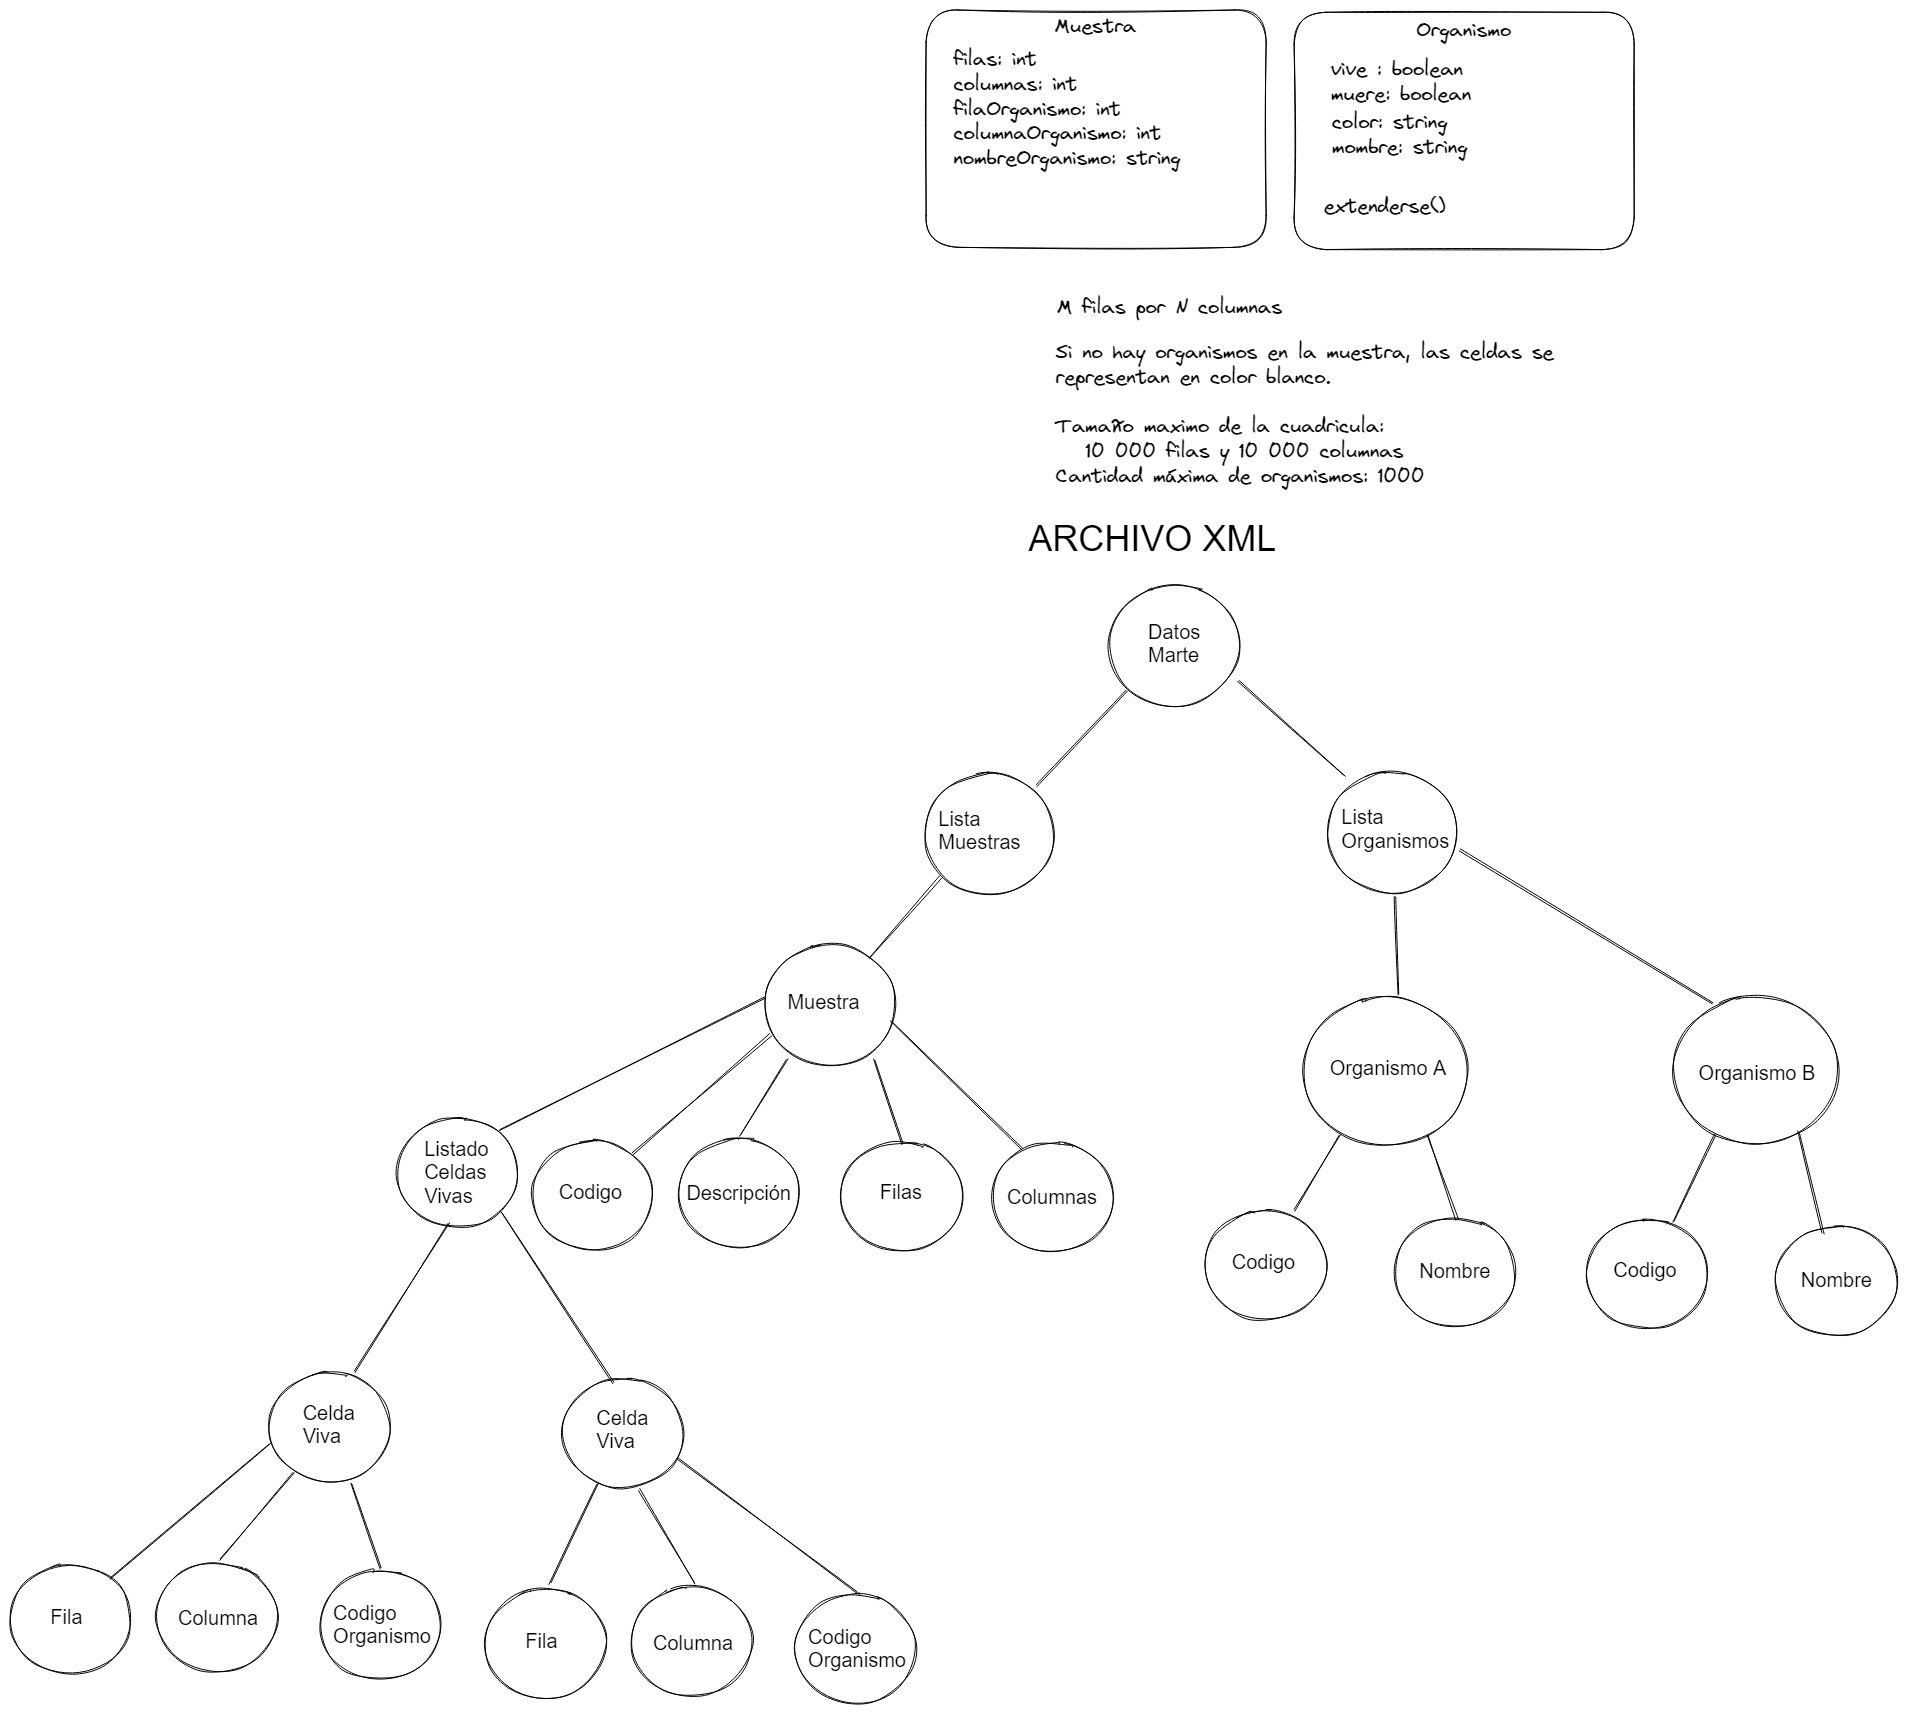 Muestra
filas: int
columnas: int
filaOrganismo: int
columnaOrganismo: int
nombreOrganismo: string
Organismo
vive : boolean
muere: boolean
color: string
mombre: string
extenderse()
M filas por N columnas
Si no hay organismos en la muestra, las celdas se
representan en color blanco.
Tamaño maximo de la cuadricula:
10 000 filas y 10 000 columnas
Cantidad máxima de organismos: 1000
ARCHIVO XML
Datos
Marte
Lista
Muestras
Lista
Organismos
Muestra
Organismo A
Organismo B
Listado
Celdas
Vivas
Codigo
Descripción
Filas
Columnas
Codigo
Nombre
Codigo
Nombre
Celda
Viva
Celda
Viva
Fila
Columna
Codigo
Organismo
Fila
Columna
Codigo
Organismo